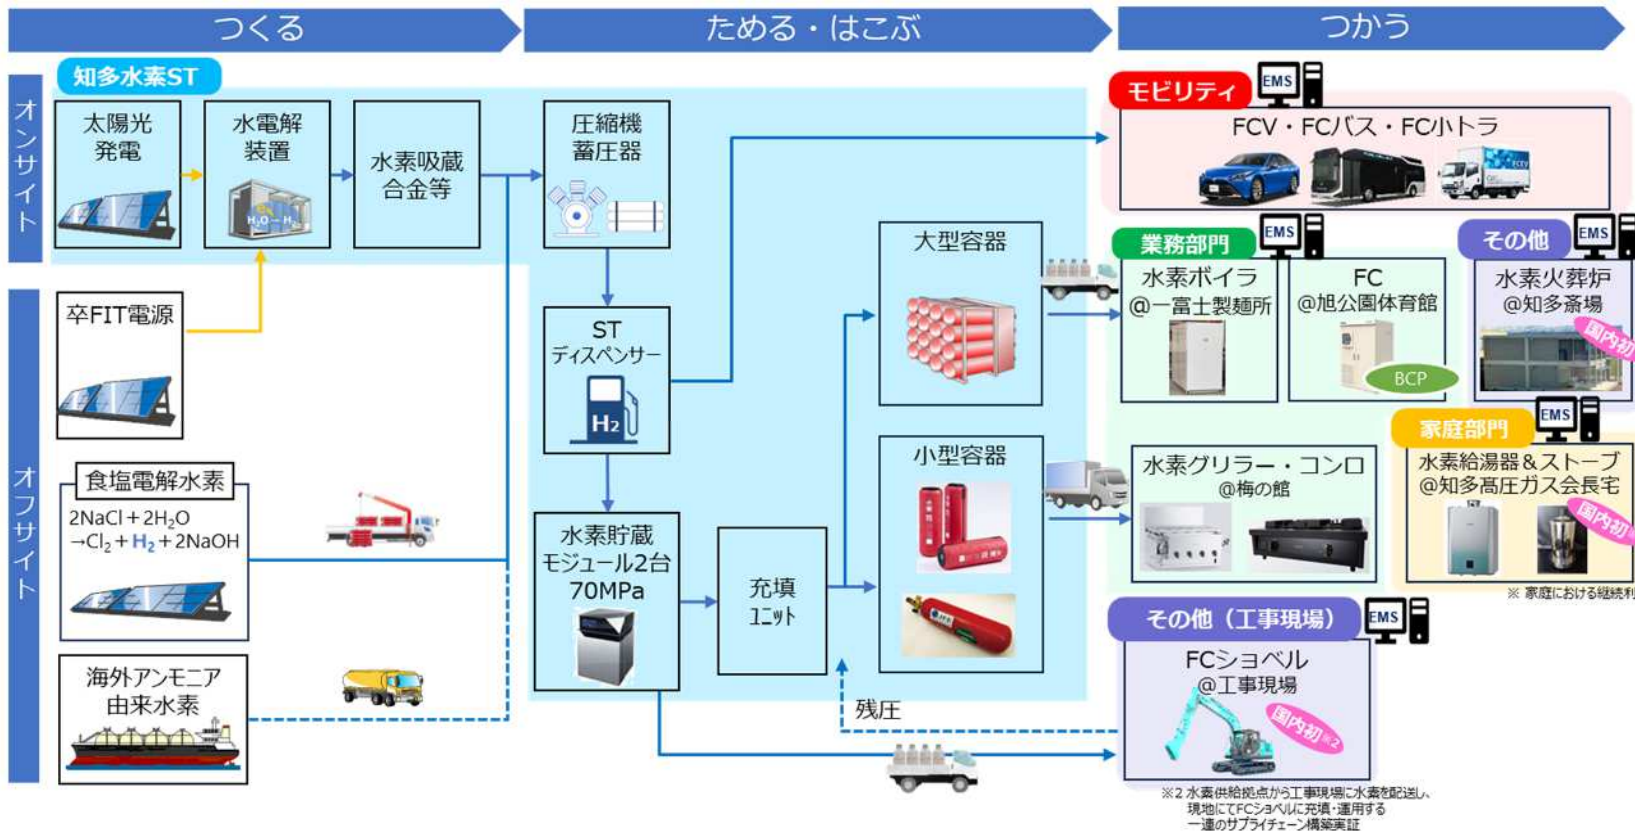 つくる
ためる・はこぶ
つかう
オンサイト
知多水素ST
太陽光
発電
水電解
装置
H₂O→H₂
水素吸蔵
合金等
圧縮機
蓄圧器
モビリティ
EMS
FCV・FCバス・FC小トラ
オフサイト
卒FIT電源
ST
ディスペンサー
H₂
大型容器
業務部門
EMS
水素ボイラ
@一富士製麺所
FC
@旭公園体育館
BCP
その他
EMS
水素火葬炉
@知多斎場
国内初
食塩電解水素
2NaCl+2H₂O
→Cl₂+H₂+2NaOH
水素貯蔵
モジュール2台
70MPa
充填
ユニット
小型容器
水素グリラー・コンロ
@梅の館
家庭部門
EMS
水素給湯器&ストーブ
@知多高圧ガス会長宅
国内初
※ 家庭における継続利
海外アンモニア
由来水素
残圧
その他（工事現場）
EMS
FCショベル
@工事現場
国内初※2
※2 水素供給拠点から工事現場に水素を配送し、
現地にてFCショベルに充填・運用する
一連のサプライチェーン構築実証